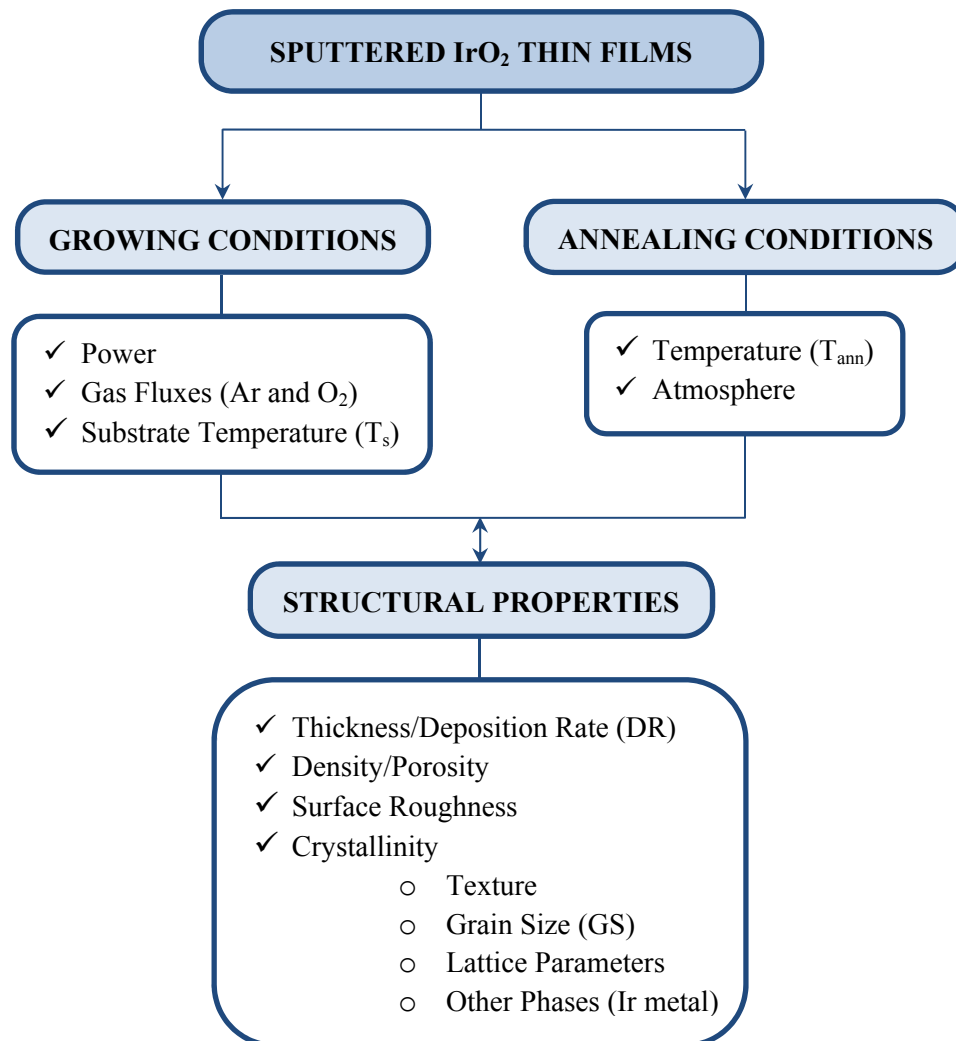 SPUTTERED IrO₂ THIN FILMS
GROWING CONDITIONS
✓ Power
✓ Gas Fluxes (Ar and O₂)
✓ Substrate Temperature (Tₛ)
ANNEALING CONDITIONS
✓ Temperature (Tₐₙₙ)
✓ Atmosphere
STRUCTURAL PROPERTIES
✓ Thickness/Deposition Rate (DR)
✓ Density/Porosity
✓ Surface Roughness
✓ Crystallinity
o Texture
o Grain Size (GS)
o Lattice Parameters
o Other Phases (Ir metal)